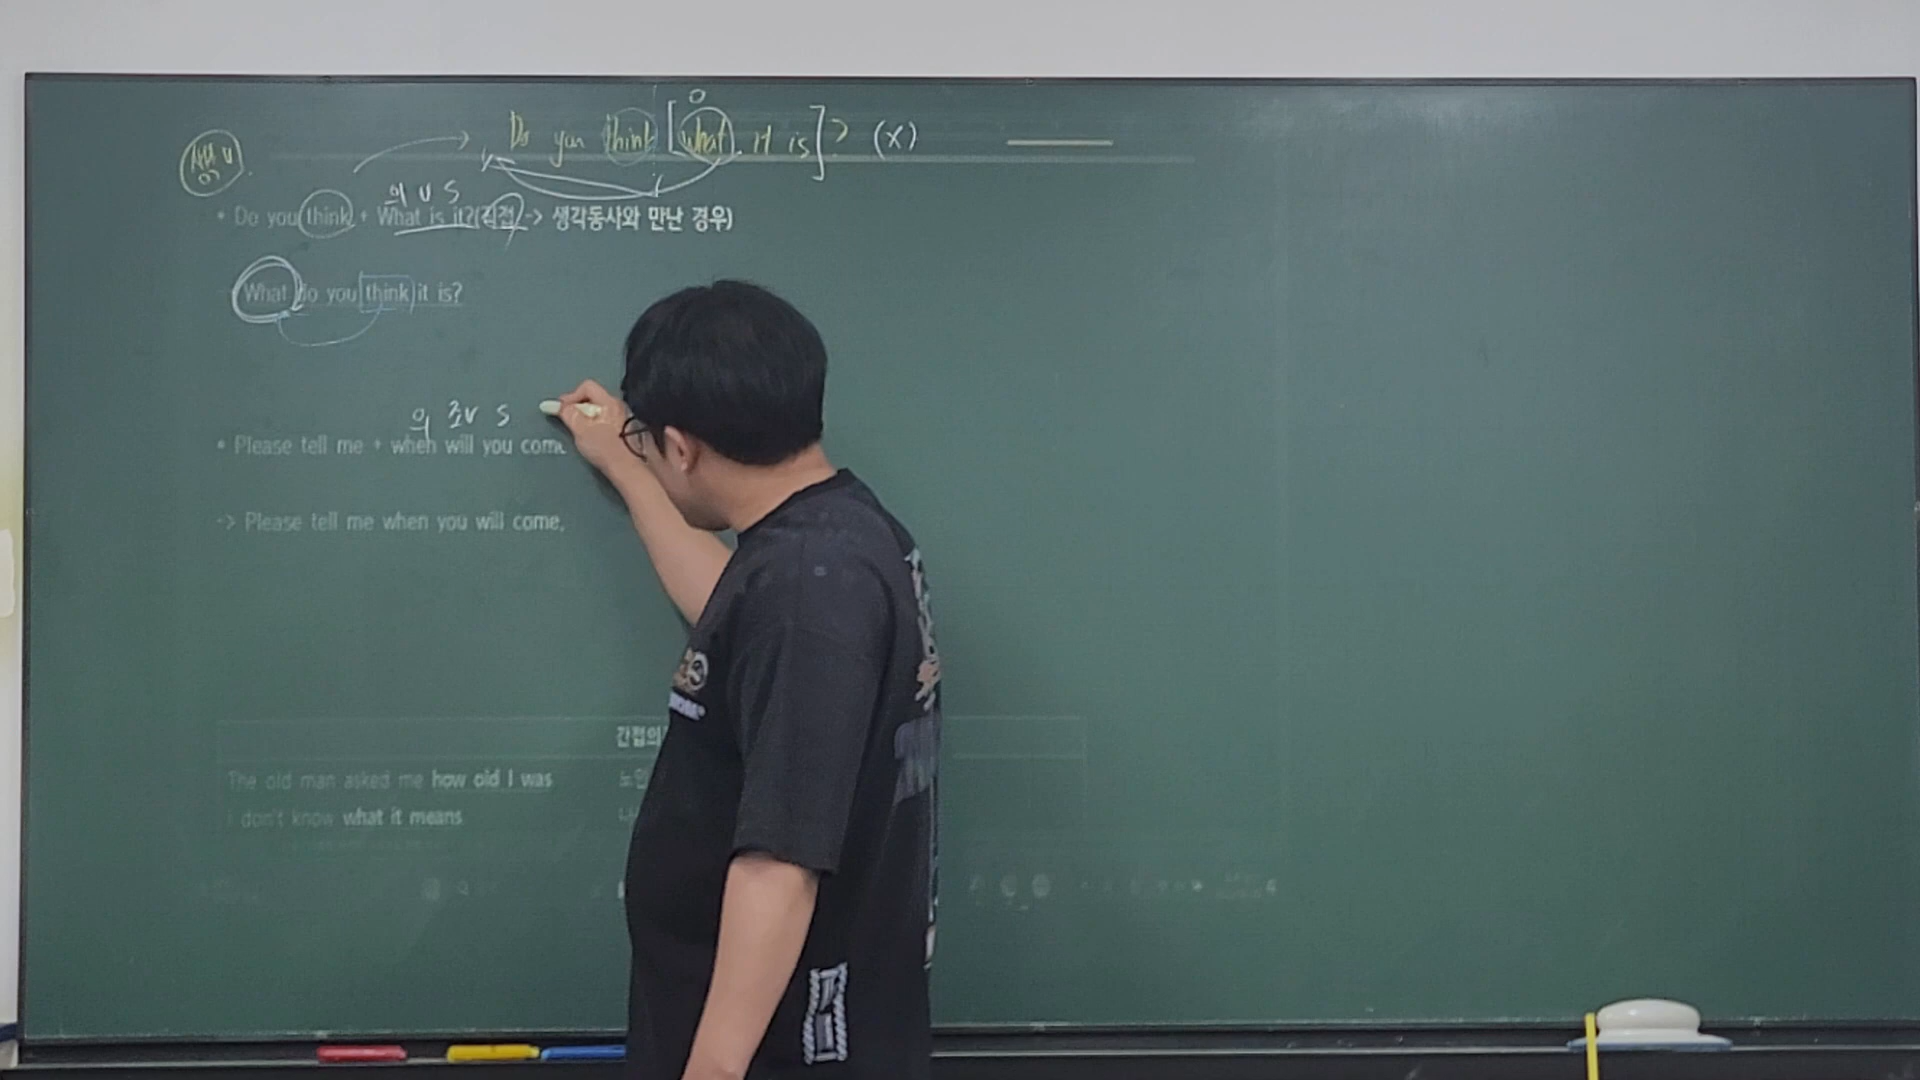 Do you think [what it is]? (X)
생각 V
의 V S
• Do you think + What is it?(직접 -> 생각동사와 만난 경우)
What do you think it is?
의 조V S
• Please tell me + when will you come
-> Please tell me when you will come.
간접의
The old man asked me how old I was 노인
I don't know what it means 나